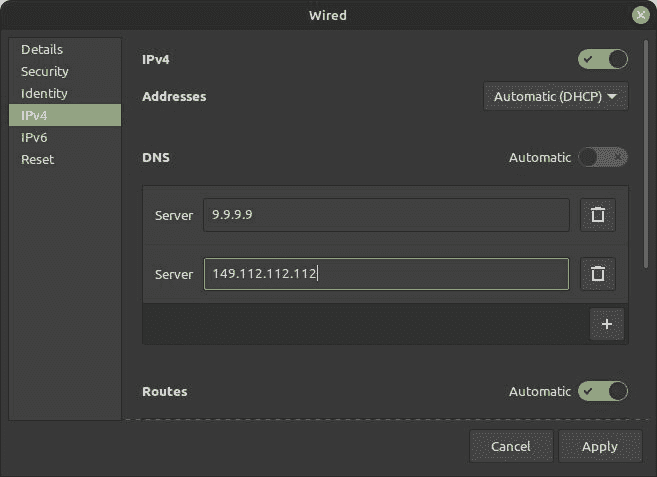 Wired
Details
Security
Identity
IPv4
IPv6
Reset
IPv4
Addresses Automatic (DHCP)
DNS Automatic
Server 9.9.9.9
Server 149.112.112.112
+
Routes Automatic
Cancel Apply